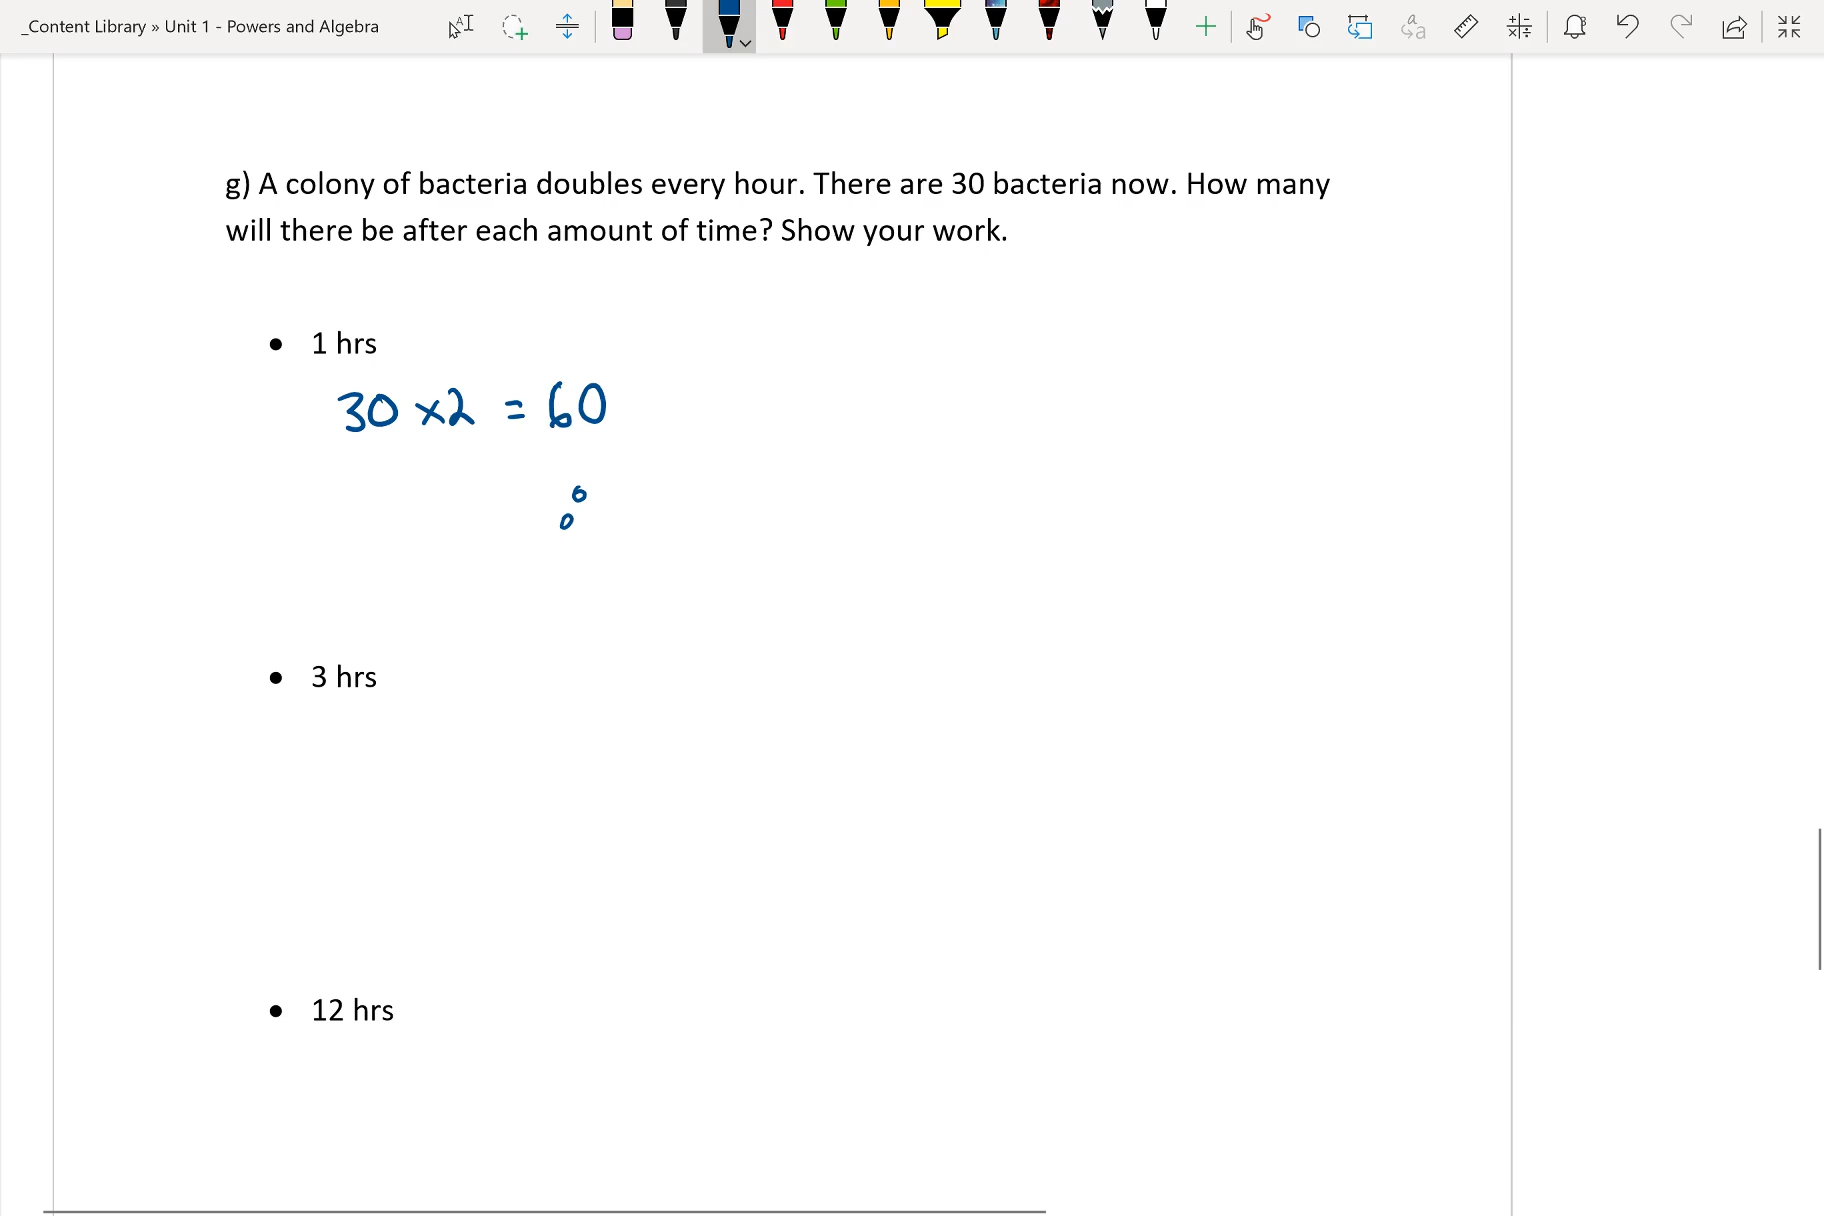 _Content Library » Unit 1 - Powers and Algebra
g) A colony of bacteria doubles every hour. There are 30 bacteria now. How many
will there be after each amount of time? Show your work.
• 1 hrs
30 ×2 = 60
• 3 hrs
• 12 hrs